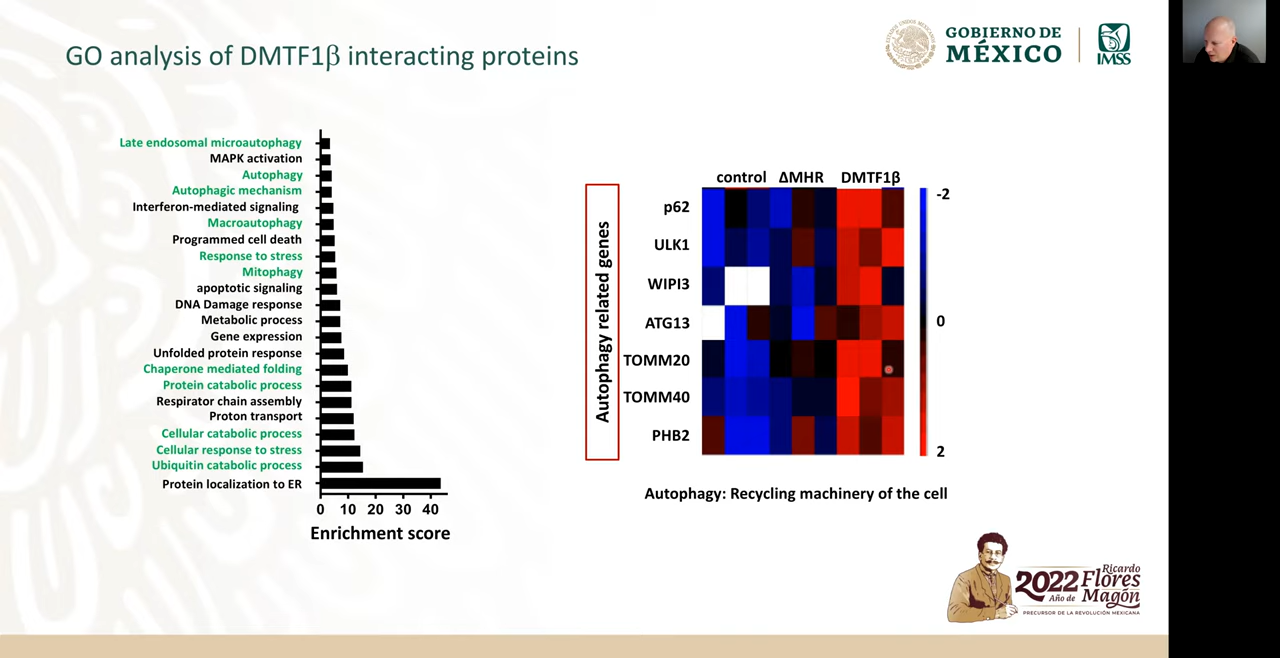 GO analysis of DMTF1β interacting proteins
GOBIERNO DE
MÉXICO
IMSS
Late endosomal microautophagy
MAPK activation
Autophagy
Autophagic mechanism
Interferon-mediated signaling
Macroautophagy
Programmed cell death
Response to stress
Mitophagy
apoptotic signaling
DNA Damage response
Metabolic process
Gene expression
Unfolded protein response
Chaperone mediated folding
Protein catabolic process
Respirator chain assembly
Proton transport
Cellular catabolic process
Cellular response to stress
Ubiquitin catabolic process
Protein localization to ER
0 10 20 30 40
Enrichment score
Autophagy related genes
control ΔMHR DMTF1β
p62
ULK1
WIPI3
ATG13
TOMM20
TOMM40
PHB2
-2
0
2
Autophagy: Recycling machinery of the cell
2022 Ricardo
Año de Flores
Magón
PRECURSOR DE LA REVOLUCIÓN MEXICANA